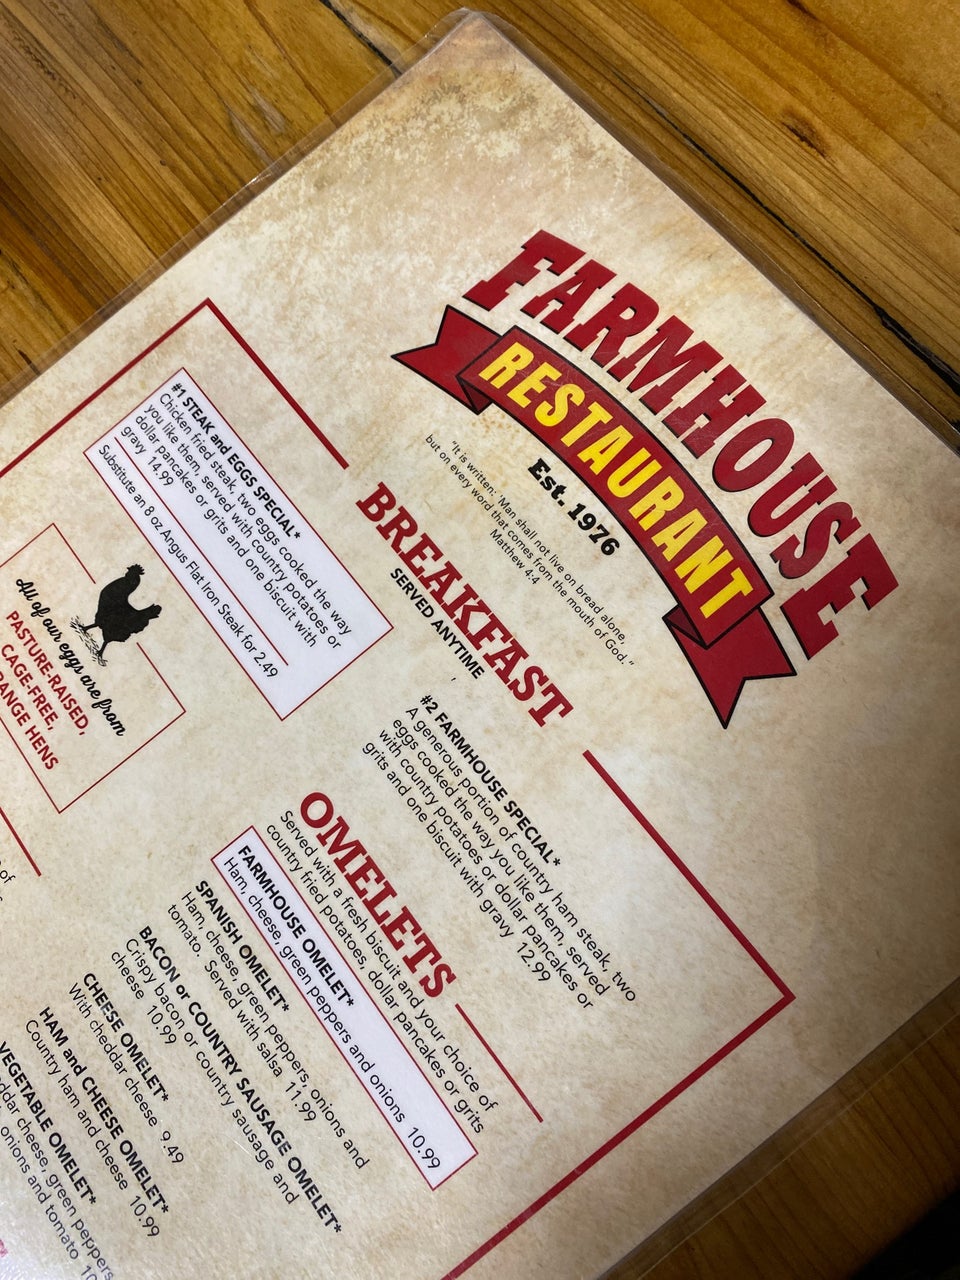 FARMHOUSE
RESTAURANT
Est. 1976
"It is written: 'Man shall not live on bread alone,
but on every word that comes from the mouth of God."
Matthew 4:4
BREAKFAST
SERVED ANYTIME
#1 STEAK and EGGS SPECIAL*
Chicken fried steak, two eggs cooked the way
you like them, served with country potatoes or
dollar pancakes or grits and one biscuit with
gravy 14.99
Substitute an 8 oz Angus Flat Iron Steak for 2.49
#2 FARMHOUSE SPECIAL*
A generous portion of country ham steak, two
eggs cooked the way you like them, served
with country potatoes or dollar pancakes or
grits and one biscuit with gravy 12.99
All of our eggs are from
PASTURE-RAISED,
CAGE-FREE,
HENS
OMELETS
Served with a fresh biscuit and your choice of
country fried potatoes, dollar pancakes or grits
FARMHOUSE OMELET*
Ham, cheese, green peppers and onions 10.99
SPANISH OMELET*
Ham, cheese, green peppers, onions and
tomato. Served with salsa 11.99
BACON or COUNTRY SAUSAGE OMELET*
Crispy bacon or country sausage and
cheese 10.99
CHEESE OMELET*
With cheddar cheese 9.49
HAM and CHEESE OMELET*
Country ham and cheese 10.99
VEGETABLE OMELET*
cheese, green peppers
onions and tomato
of